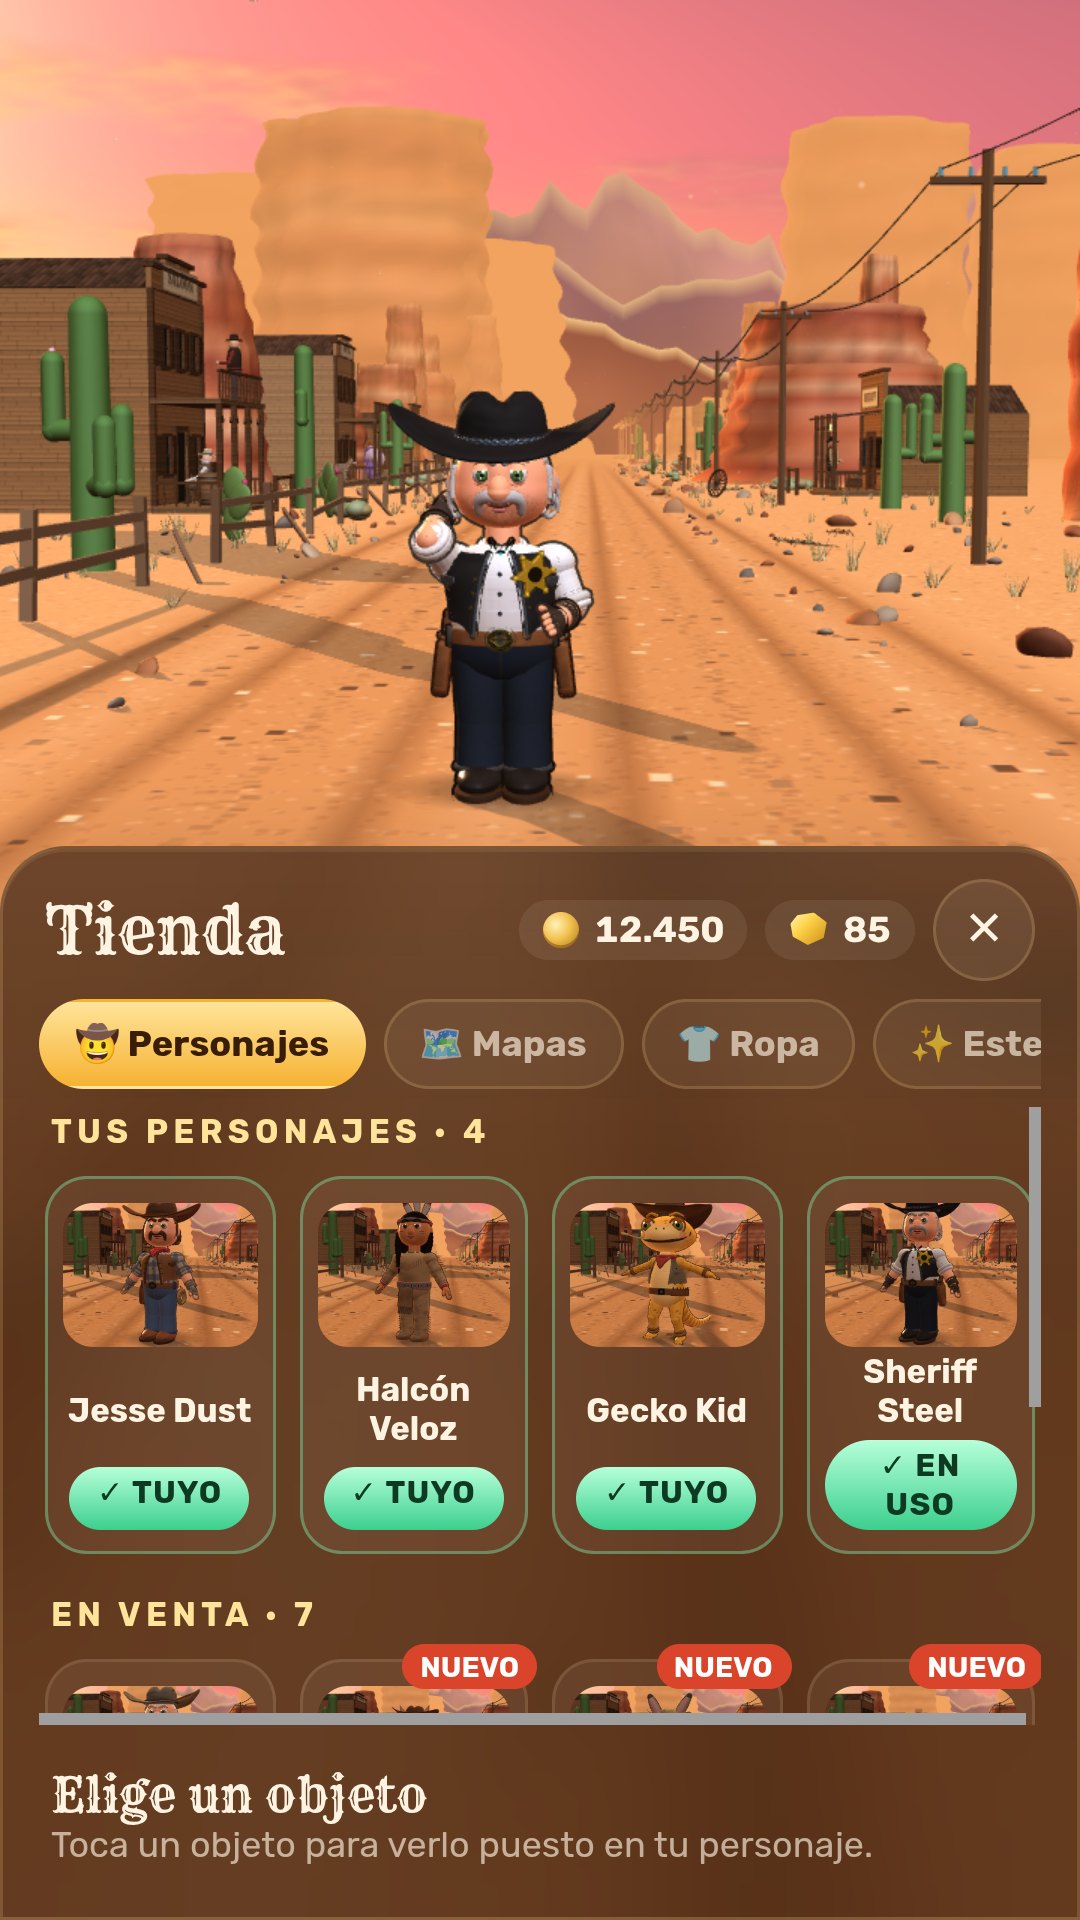 SALOON
Tienda
12.450
85
✕
🤠 Personajes
🗺️ Mapas
👕 Ropa
✨ Este
TUS PERSONAJES • 4
Jesse Dust
Halcón
Veloz
Gecko Kid
Sheriff
Steel
✓ TUYO
✓ TUYO
✓ TUYO
✓ EN
USO
EN VENTA • 7
NUEVO
NUEVO
NUEVO
Elige un objeto
Toca un objeto para verlo puesto en tu personaje.